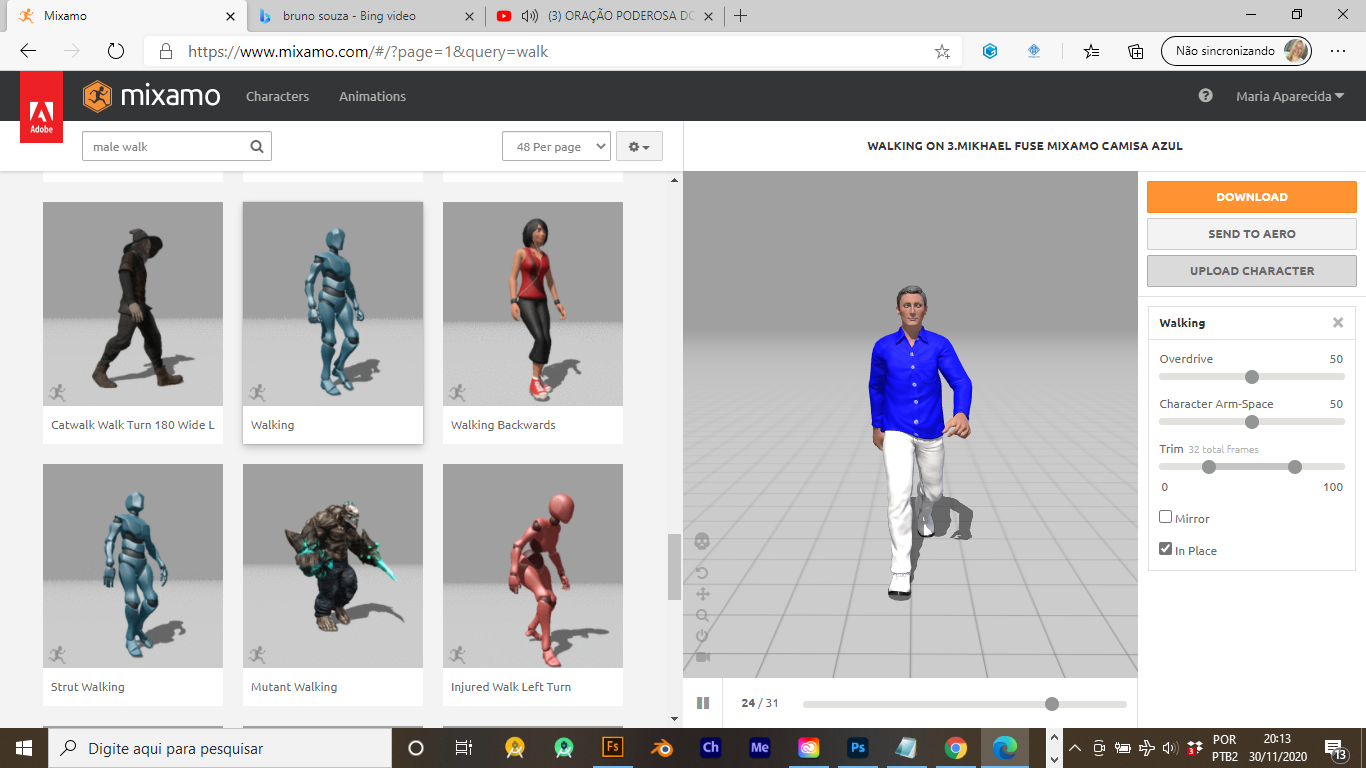 Mixamo
bruno souza - Bing video
(3) ORAÇÃO PODEROSA DO
https://www.mixamo.com/#/?page=1&query=walk
Não sincronizando
Adobe
mixamo
Characters
Animations
Maria Aparecida
male walk
48 Per page
WALKING ON 3.MIKHAEL FUSE MIXAMO CAMISA AZUL
Catwalk Walk Turn 180 Wide L
Walking
Walking Backwards
Strut Walking
Mutant Walking
Injured Walk Left Turn
24 / 31
DOWNLOAD
SEND TO AERO
UPLOAD CHARACTER
Walking
Overdrive 50
Character Arm-Space 50
Trim 32 total frames
0 100
Mirror
In Place
Digite aqui para pesquisar
Fs
Ch
Me
Ps
3
POR
PTB2
20:13
30/11/2020
13